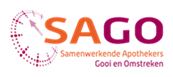 SAGO
Samenwerkende Apothekers
Gooi en Omstreken